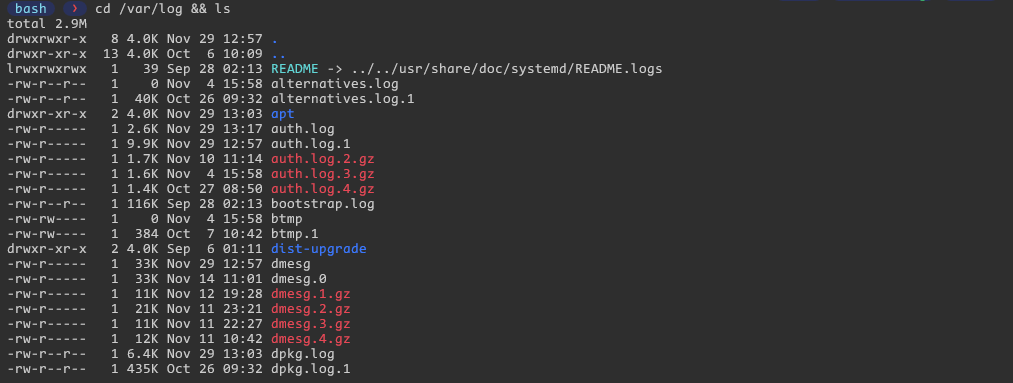 bash ❯ cd /var/log && ls
total 2.9M
drwxrwxr-x   8 4.0K Nov 29 12:57 .
drwxr-xr-x  13 4.0K Oct  6 10:09 ..
lrwxrwxrwx   1   39 Sep 28 02:13 README -> ../../usr/share/doc/systemd/README.logs
-rw-r--r--   1    0 Nov  4 15:58 alternatives.log
-rw-r--r--   1  40K Oct 26 09:32 alternatives.log.1
drwxr-xr-x   2 4.0K Nov 29 13:03 apt
-rw-r-----   1 2.6K Nov 29 13:17 auth.log
-rw-r-----   1 9.9K Nov 29 12:57 auth.log.1
-rw-r-----   1 1.7K Nov 10 11:14 auth.log.2.gz
-rw-r-----   1 1.6K Nov  4 15:58 auth.log.3.gz
-rw-r-----   1 1.4K Oct 27 08:50 auth.log.4.gz
-rw-r--r--   1 116K Sep 28 02:13 bootstrap.log
-rw-rw----   1    0 Nov  4 15:58 btmp
-rw-rw----   1  384 Oct  7 10:42 btmp.1
drwxr-xr-x   2 4.0K Sep  6 01:11 dist-upgrade
-rw-r-----   1  33K Nov 29 12:57 dmesg
-rw-r-----   1  33K Nov 14 11:01 dmesg.0
-rw-r-----   1  11K Nov 12 19:28 dmesg.1.gz
-rw-r-----   1  21K Nov 11 23:21 dmesg.2.gz
-rw-r-----   1  11K Nov 11 22:27 dmesg.3.gz
-rw-r-----   1  12K Nov 11 10:42 dmesg.4.gz
-rw-r--r--   1 6.4K Nov 29 13:03 dpkg.log
-rw-r--r--   1 435K Oct 26 09:32 dpkg.log.1